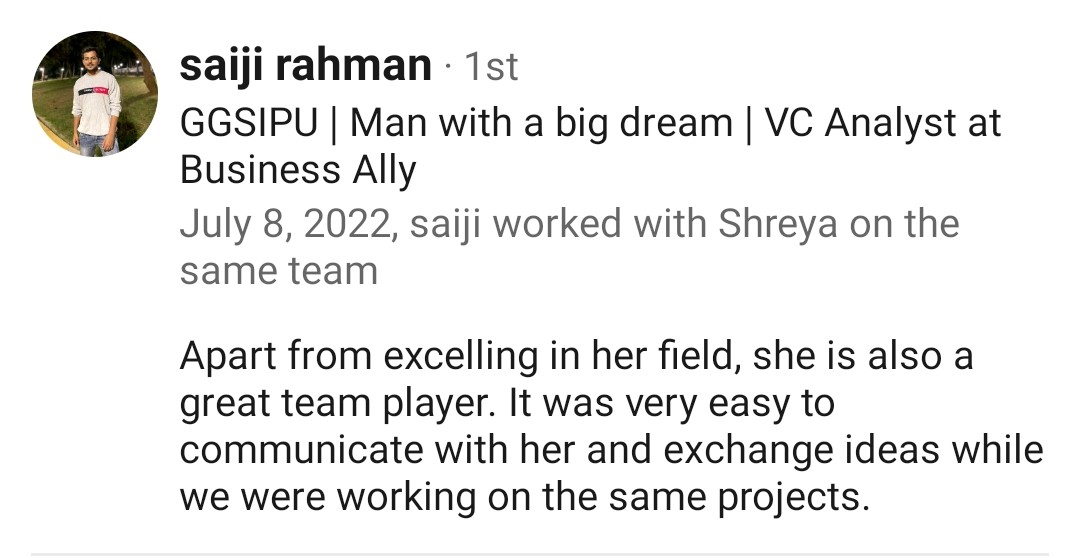 saiji rahman · 1st
GGSIPU | Man with a big dream | VC Analyst at
Business Ally
July 8, 2022, saiji worked with Shreya on the
same team
Apart from excelling in her field, she is also a
great team player. It was very easy to
communicate with her and exchange ideas while
we were working on the same projects.